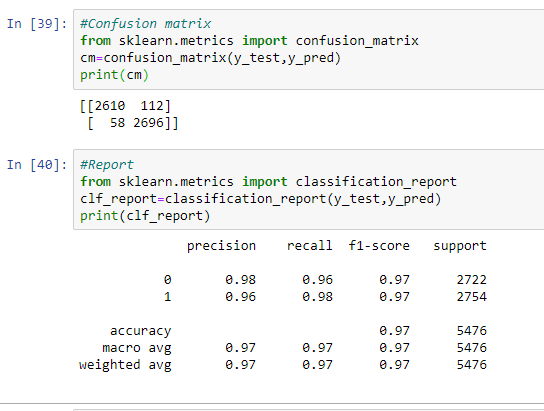 In [39]: #Confusion matrix
from sklearn.metrics import confusion_matrix
cm=confusion_matrix(y_test,y_pred)
print(cm)
[[2610  112]
 [  58 2696]]
In [40]: #Report
from sklearn.metrics import classification_report
clf_report=classification_report(y_test,y_pred)
print(clf_report)
precision recall f1-score support
0 0.98 0.96 0.97 2722
1 0.96 0.98 0.97 2754
accuracy 0.97 5476
macro avg 0.97 0.97 0.97 5476
weighted avg 0.97 0.97 0.97 5476